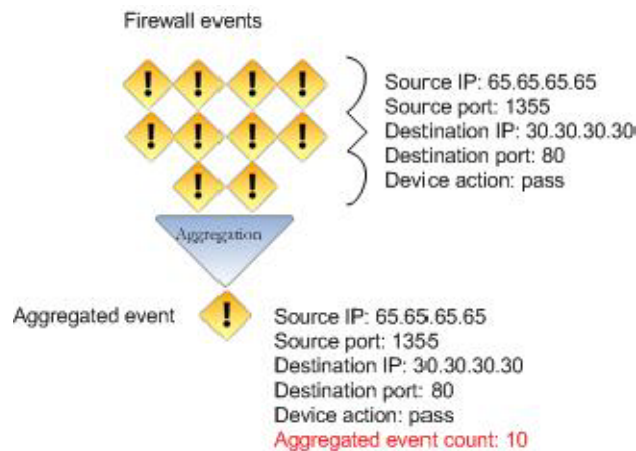 Firewall events
! ! ! !
! ! ! !
! !
Source IP: 65.65.65.65
Source port: 1355
Destination IP: 30.30.30.30
Destination port: 80
Device action: pass
Aggregation
Aggregated event
!
Source IP: 65.65.65.65
Source port: 1355
Destination IP: 30.30.30.30
Destination port: 80
Device action: pass
Aggregated event count: 10